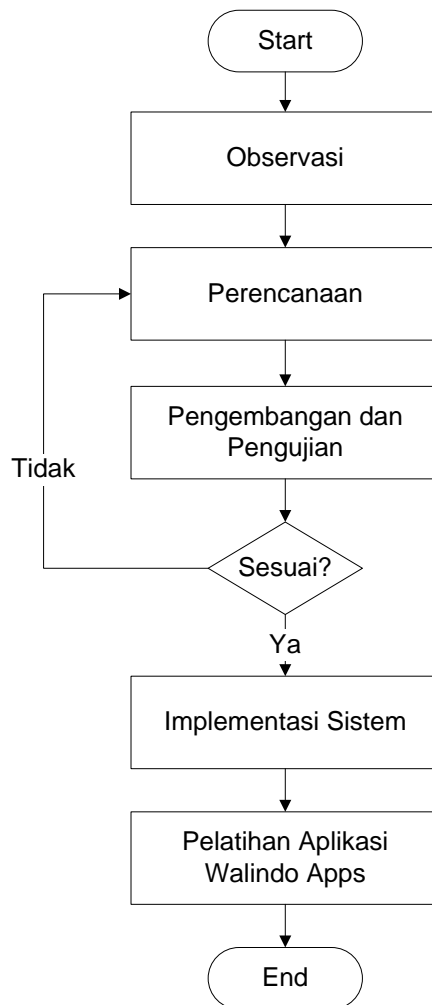 Start
Observasi
Perencanaan
Pengembangan dan
Pengujian
Tidak
Sesuai?
Ya
Implementasi Sistem
Pelatihan Aplikasi
Walindo Apps
End